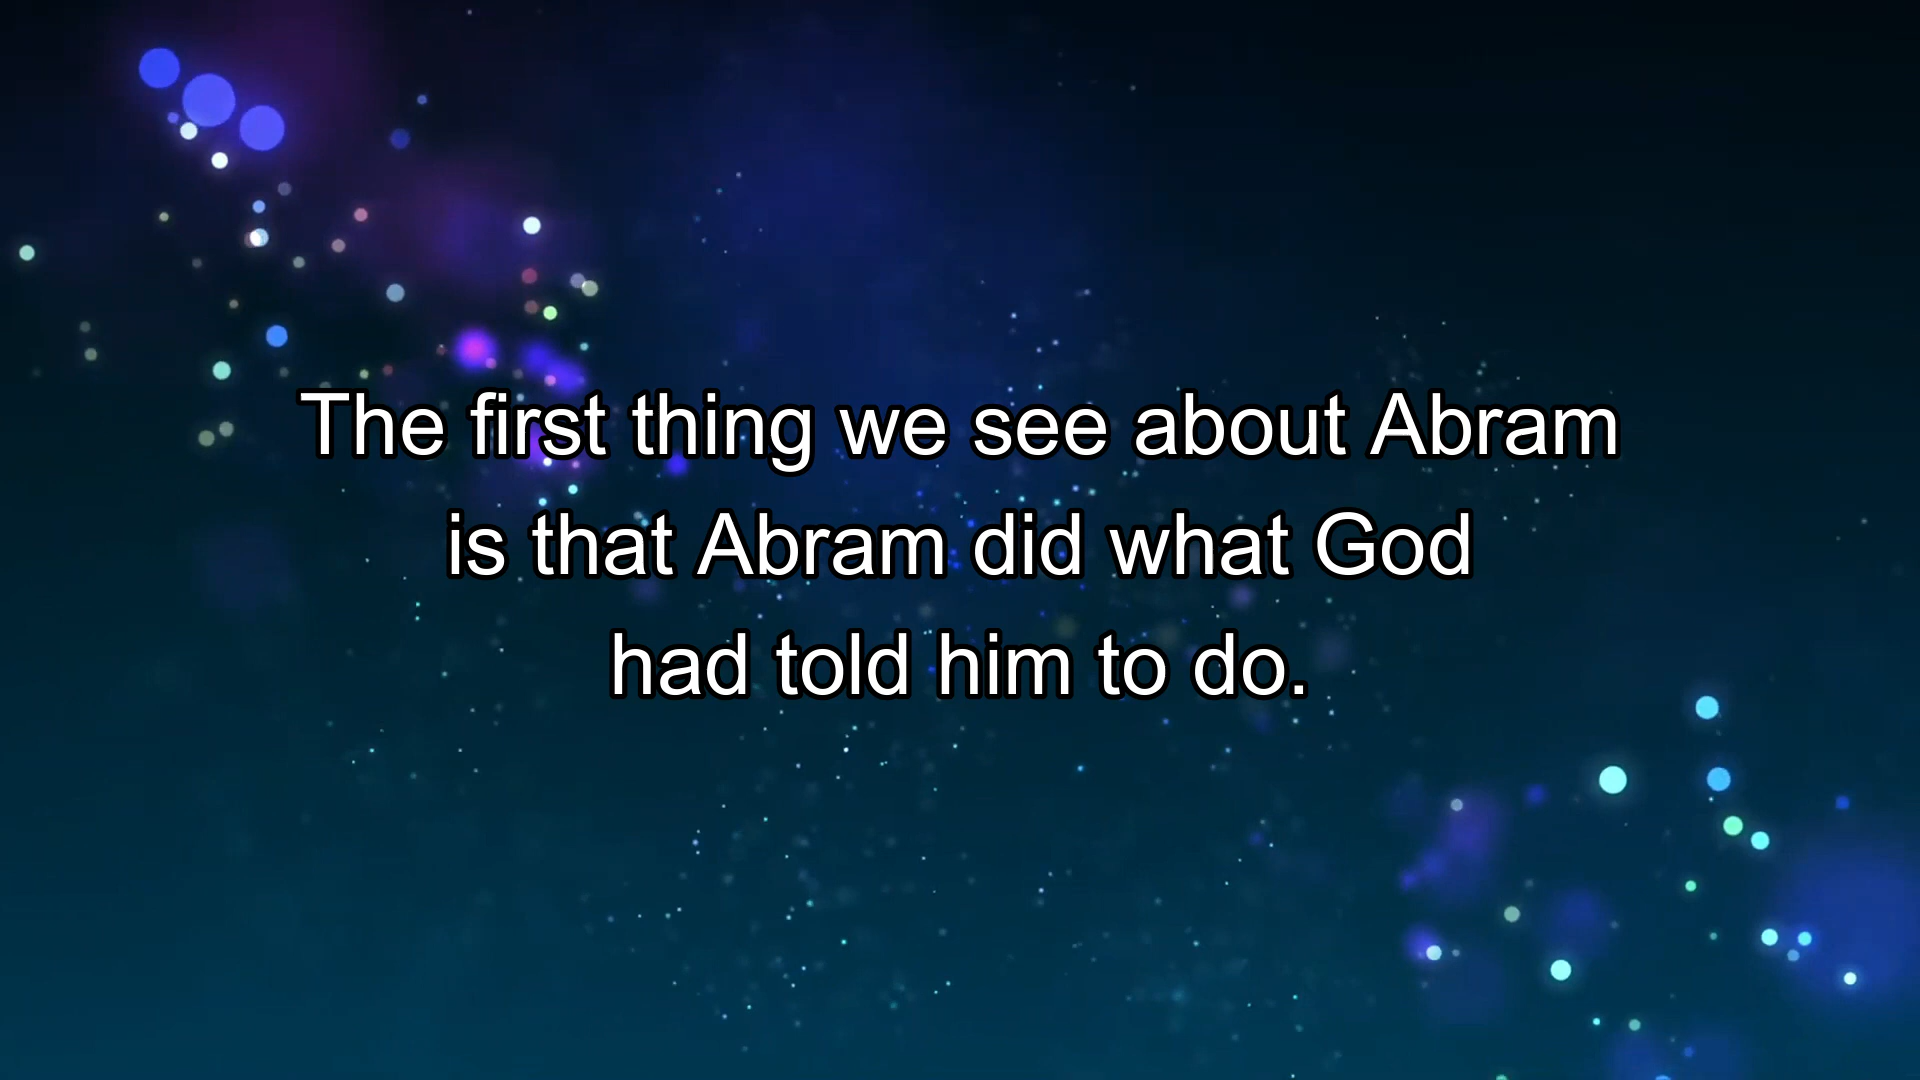 The first thing we see about Abram
is that Abram did what God
had told him to do.